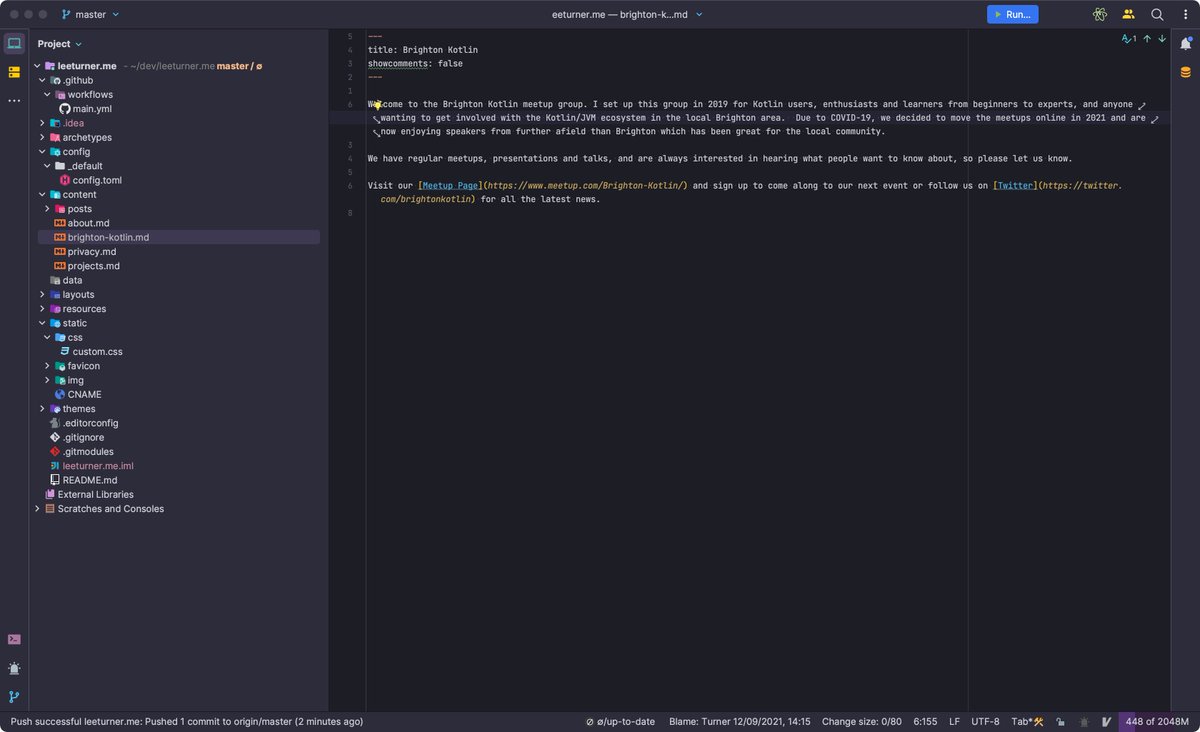 master
eeturner.me — brighton-k...md
Run...
Project
leeturner.me - ~/dev/leeturner.me master / ø
.github
workflows
main.yml
.idea
archetypes
config
_default
config.toml
content
posts
about.md
brighton-kotlin.md
privacy.md
projects.md
data
layouts
resources
static
css
custom.css
favicon
img
CNAME
themes
.editorconfig
.gitignore
.gitmodules
leeturner.me.iml
README.md
External Libraries
Scratches and Consoles
5 ---
4 title: Brighton Kotlin
3 showcomments: false
2 ---
1
6 Welcome to the Brighton Kotlin meetup group. I set up this group in 2019 for Kotlin users, enthusiasts and learners from beginners to experts, and anyone
wanting to get involved with the Kotlin/JVM ecosystem in the local Brighton area. Due to COVID-19, we decided to move the meetups online in 2021 and are
now enjoying speakers from further afield than Brighton which has been great for the local community.
3
4 We have regular meetups, presentations and talks, and are always interested in hearing what people want to know about, so please let us know.
5
6 Visit our [Meetup Page](https://www.meetup.com/Brighton-Kotlin/) and sign up to come along to our next event or follow us on [Twitter](https://twitter.
com/brightonkotlin) for all the latest news.
8
1
Push successful leeturner.me: Pushed 1 commit to origin/master (2 minutes ago)
ø/up-to-date
Blame: Turner 12/09/2021, 14:15
Change size: 0/80
6:155
LF
UTF-8
Tab*
448 of 2048M